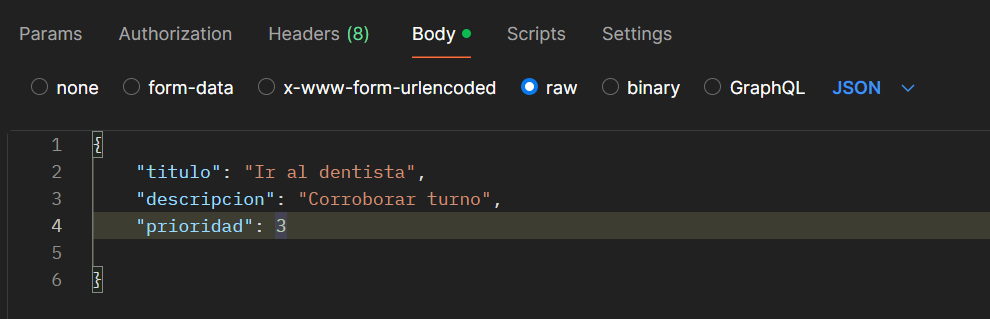 Params Authorization Headers (8) Body Scripts Settings
none form-data x-www-form-urlencoded raw binary GraphQL JSON
1 {
2 "titulo": "Ir al dentista",
3 "descripcion": "Corroborar turno",
4 "prioridad": 3
5
6 }